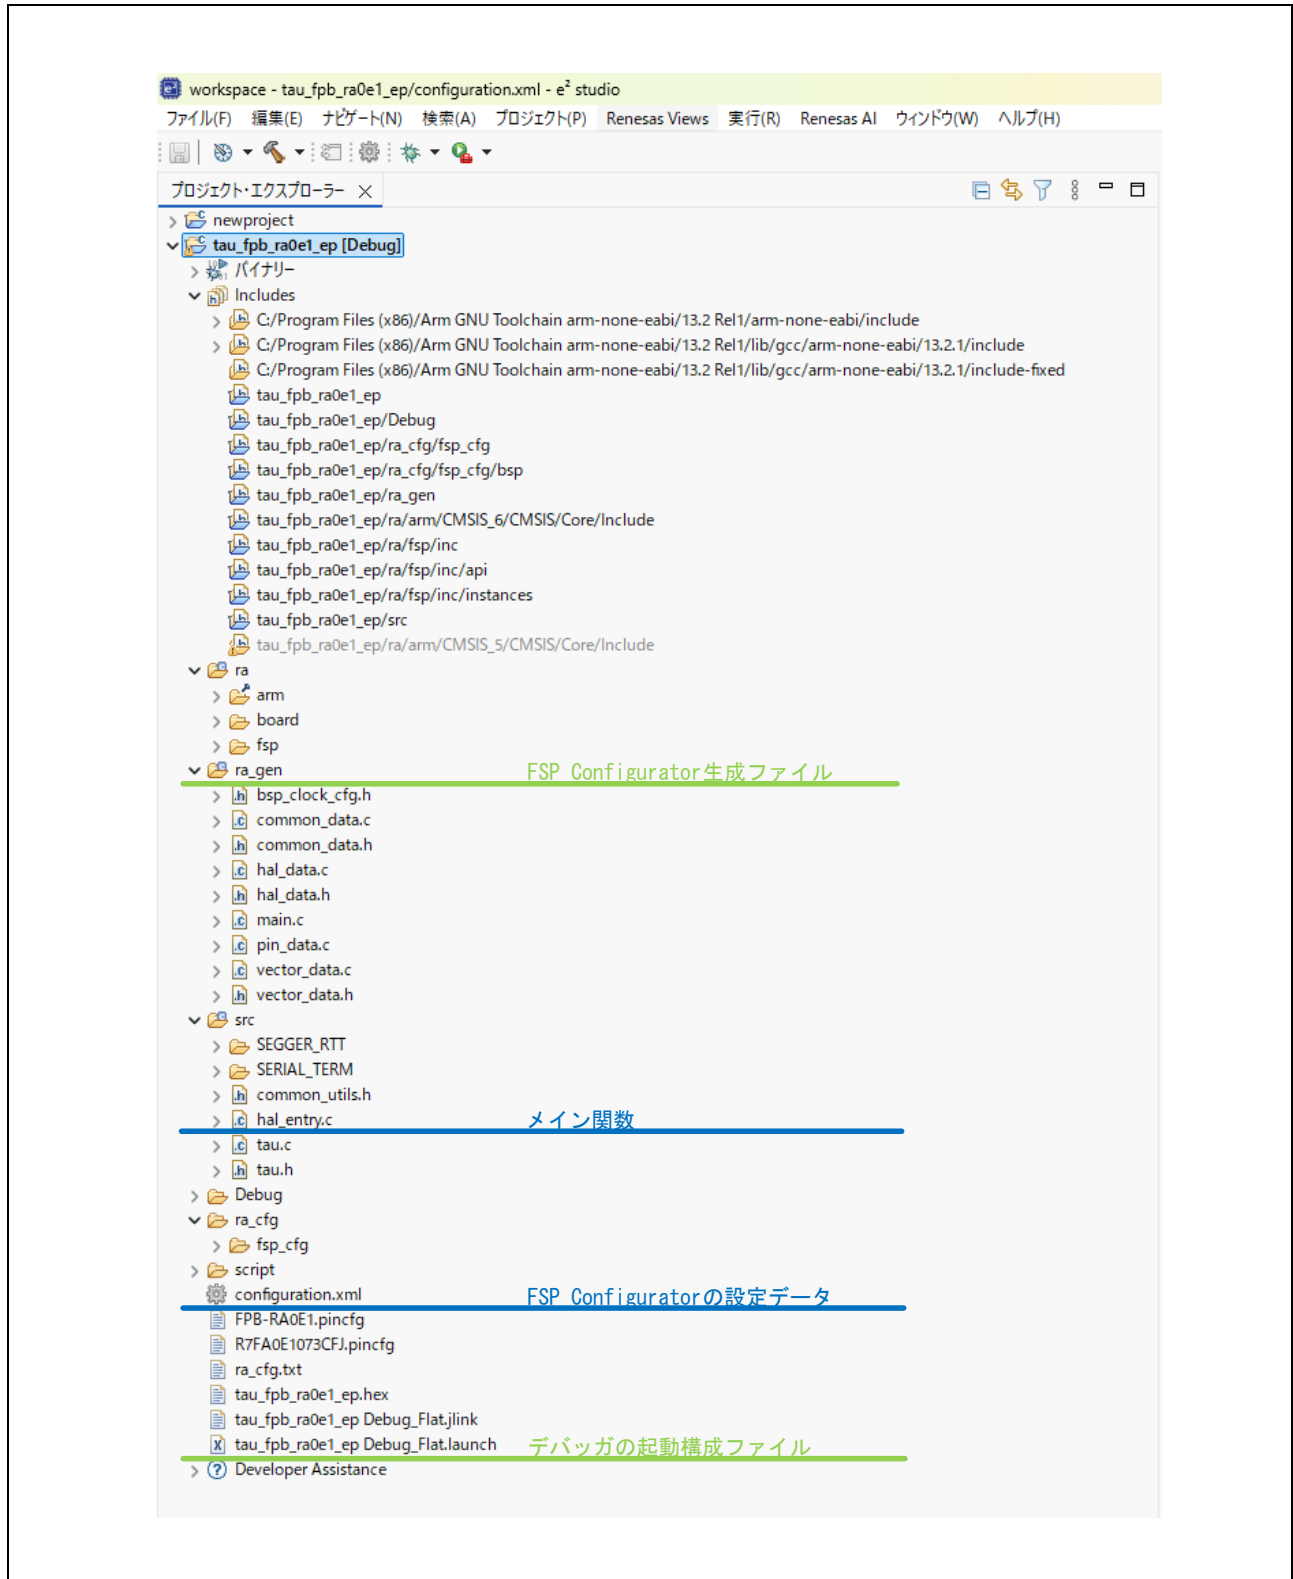 workspace - tau_fpb_ra0e1_ep/configuration.xml - e² studio
ファイル(F) 編集(E) ナビゲート(N) 検索(A) プロジェクト(P) Renesas Views 実行(R) Renesas AI ウィンドウ(W) ヘルプ(H)
プロジェクト・エクスプローラー
newproject
tau_fpb_ra0e1_ep [Debug]
バイナリー
Includes
C:/Program Files (x86)/Arm GNU Toolchain arm-none-eabi/13.2 Rel1/arm-none-eabi/include
C:/Program Files (x86)/Arm GNU Toolchain arm-none-eabi/13.2 Rel1/lib/gcc/arm-none-eabi/13.2.1/include
C:/Program Files (x86)/Arm GNU Toolchain arm-none-eabi/13.2 Rel1/lib/gcc/arm-none-eabi/13.2.1/include-fixed
tau_fpb_ra0e1_ep
tau_fpb_ra0e1_ep/Debug
tau_fpb_ra0e1_ep/ra_cfg/fsp_cfg
tau_fpb_ra0e1_ep/ra_cfg/fsp_cfg/bsp
tau_fpb_ra0e1_ep/ra_gen
tau_fpb_ra0e1_ep/ra/arm/CMSIS_6/CMSIS/Core/Include
tau_fpb_ra0e1_ep/ra/fsp/inc
tau_fpb_ra0e1_ep/ra/fsp/inc/api
tau_fpb_ra0e1_ep/ra/fsp/inc/instances
tau_fpb_ra0e1_ep/src
tau_fpb_ra0e1_ep/ra/arm/CMSIS_5/CMSIS/Core/Include
ra
arm
board
fsp
ra_gen FSP Configurator生成ファイル
bsp_clock_cfg.h
common_data.c
common_data.h
hal_data.c
hal_data.h
main.c
pin_data.c
vector_data.c
vector_data.h
src
SEGGER_RTT
SERIAL_TERM
common_utils.h
hal_entry.c メイン関数
tau.c
tau.h
Debug
ra_cfg
fsp_cfg
script
configuration.xml FSP Configuratorの設定データ
FPB-RA0E1.pincfg
R7FA0E1073CFJ.pincfg
ra_cfg.txt
tau_fpb_ra0e1_ep.hex
tau_fpb_ra0e1_ep Debug_Flat.jlink
tau_fpb_ra0e1_ep Debug_Flat.launch デバッガの起動構成ファイル
Developer Assistance